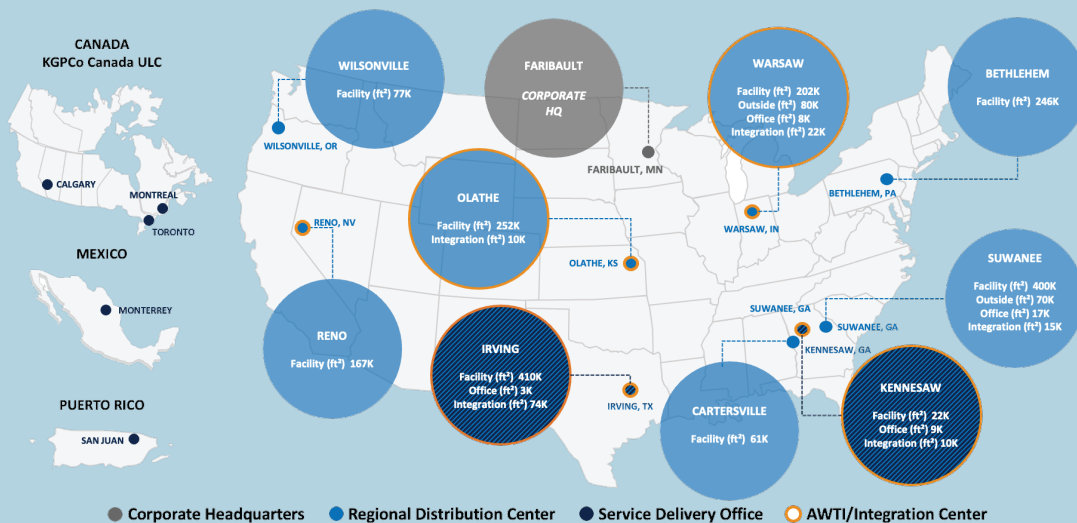 CANADA
KGPCo Canada ULC
CALGARY
MONTREAL
TORONTO
MEXICO
MONTERREY
PUERTO RICO
SAN JUAN
WILSONVILLE
Facility (ft²) 77K
WILSONVILLE, OR
FARIBAULT
CORPORATE
HQ
FARIBAULT, MN
WARSAW
Facility (ft²) 202K
Outside (ft²) 80K
Office (ft²) 8K
Integration (ft²) 22K
WARSAW, IN
BETHLEHEM
Facility (ft²) 246K
BETHLEHEM, PA
RENO, NV
RENO
Facility (ft²) 167K
OLATHE
Facility (ft²) 252K
Integration (ft²) 10K
OLATHE, KS
IRVING
Facility (ft²) 410K
Office (ft²) 3K
Integration (ft²) 74K
IRVING, TX
SUWANEE
Facility (ft²) 400K
Outside (ft²) 70K
Office (ft²) 17K
Integration (ft²) 15K
SUWANEE, GA
SUWANEE, GA
KENNESAW, GA
CARTERSVILLE
Facility (ft²) 61K
KENNESAW
Facility (ft²) 22K
Office (ft²) 9K
Integration (ft²) 10K
Corporate Headquarters
Regional Distribution Center
Service Delivery Office
AWTI/Integration Center